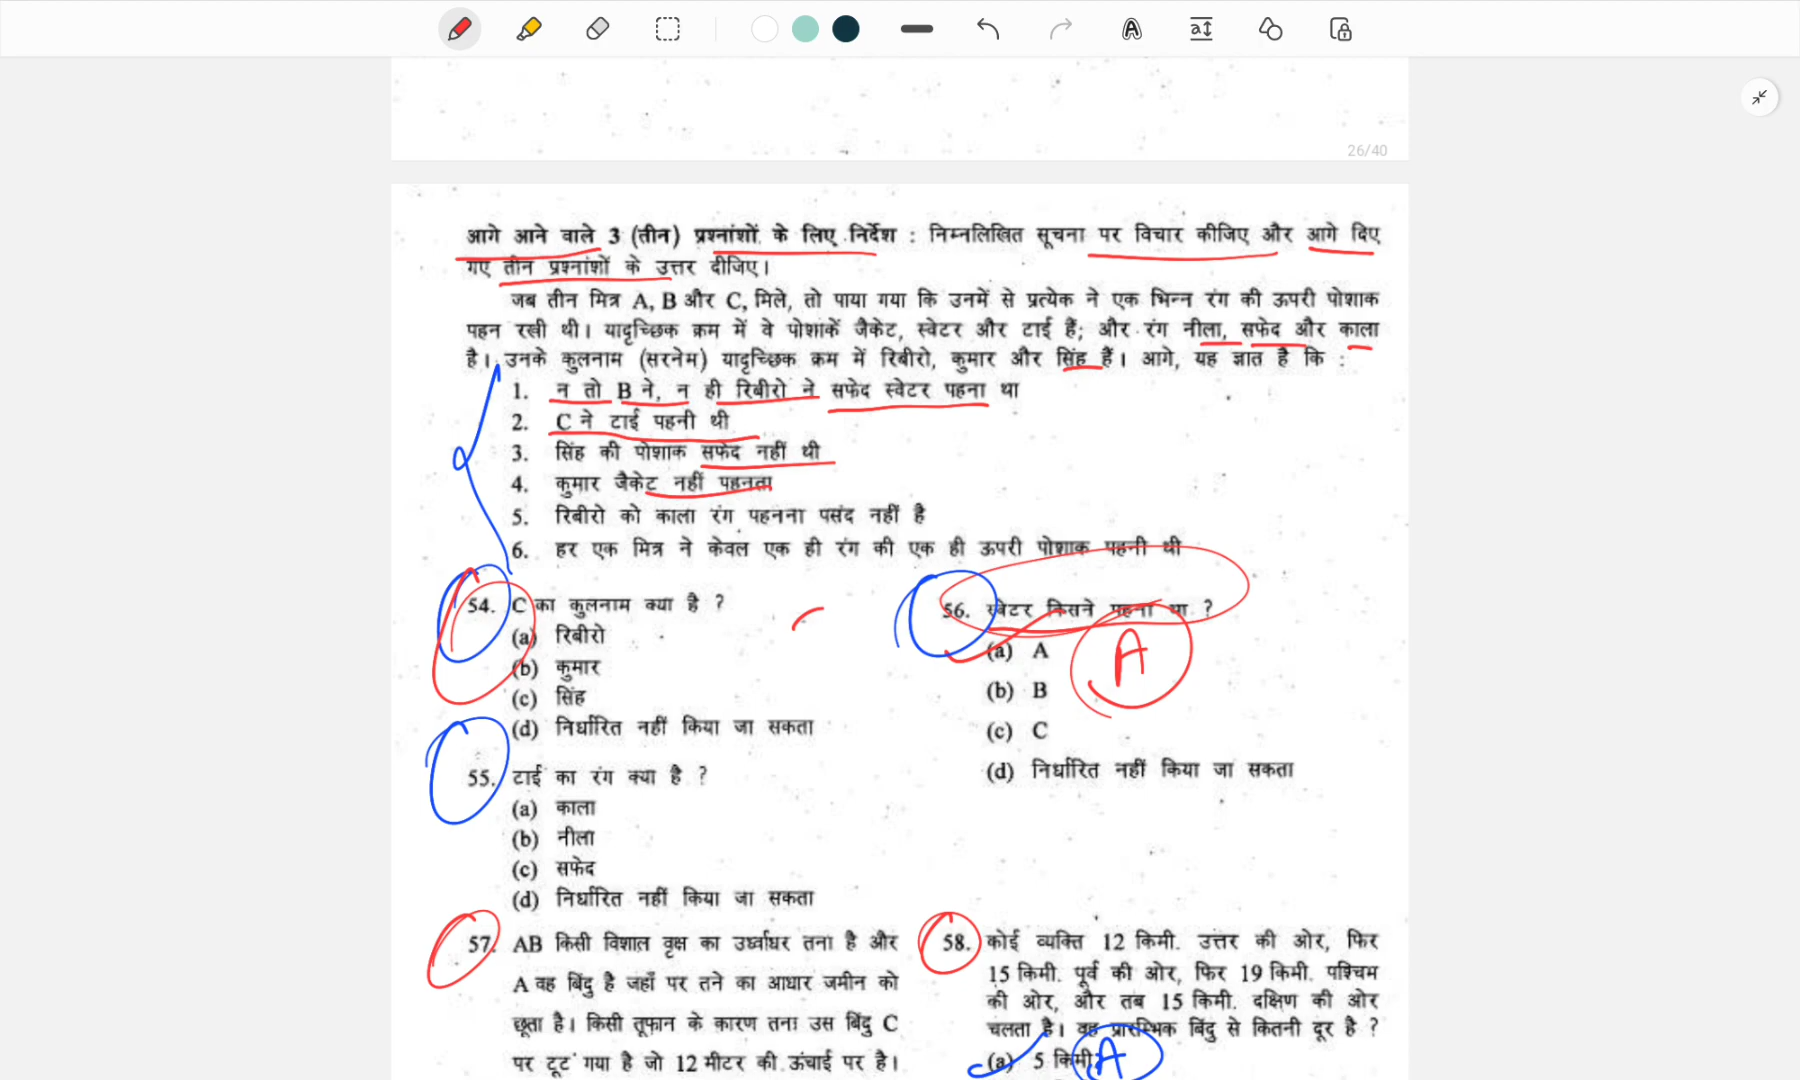 26/40
आगे आने वाले 3 (तीन) प्रश्नांशों के लिए निर्देश : निम्नलिखित सूचना पर विचार कीजिए और आगे दिए
गए तीन प्रश्नांशों के उत्तर दीजिए।
जब तीन मित्र A, B और C, मिले, तो पाया गया कि उनमें से प्रत्येक ने एक भिन्न रंग की ऊपरी पोशाक
पहन रखी थी। यादृच्छिक क्रम में वे पोशाकें जैकेट, स्वेटर और टाई हैं; और रंग नीला, सफेद और काला
है। उनके कुलनाम (सरनेम) यादृच्छिक क्रम में रिबीरो, कुमार और सिंह हैं। आगे, यह ज्ञात है कि :
1. न तो B ने, न ही रिबीरो ने सफेद स्वेटर पहना था
2. C ने टाई पहनी थी
3. सिंह की पोशाक सफेद नहीं थी
4. कुमार जैकेट नहीं पहनता
5. रिबीरो को काला रंग पहनना पसंद नहीं है
6. हर एक मित्र ने केवल एक ही रंग की एक ही ऊपरी पोशाक पहनी थी
54. C का कुलनाम क्या है ?
(a) रिबीरो
(b) कुमार
(c) सिंह
(d) निर्धारित नहीं किया जा सकता
55. टाई का रंग क्या है ?
(a) काला
(b) नीला
(c) सफेद
(d) निर्धारित नहीं किया जा सकता
56. स्वेटर किसने पहना था ?
(a) A
A
(b) B
(c) C
(d) निर्धारित नहीं किया जा सकता
57. AB किसी विशाल वृक्ष का उर्ध्वाधर तना है और
A वह बिंदु है जहाँ पर तने का आधार जमीन को
छूता है। किसी तूफान के कारण तना उस बिंदु C
पर टूट गया है जो 12 मीटर की ऊंचाई पर है।
58. कोई व्यक्ति 12 किमी. उत्तर की ओर, फिर
15 किमी. पूर्व की ओर, फिर 19 किमी. पश्चिम
की ओर, और तब 15 किमी. दक्षिण की ओर
चलता है। वह प्रारम्भिक बिंदु से कितनी दूर है ?
(a) 5 किमी.
A